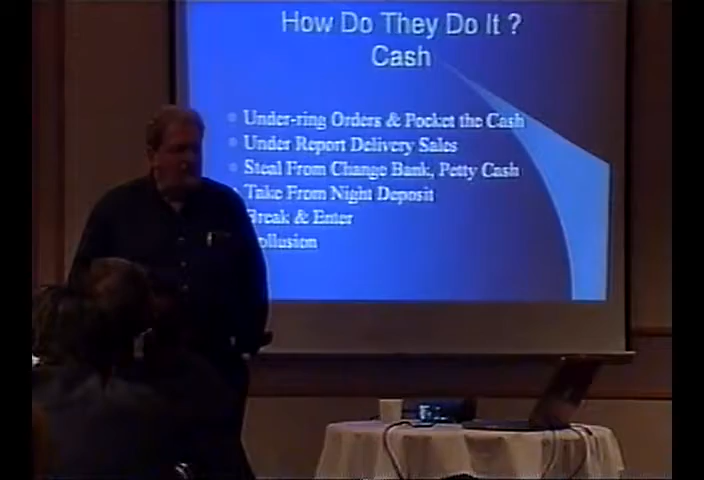 How Do They Do It ?
Cash
Under-ring Orders & Pocket the Cash
Under Report Delivery Sales
Steal From Change Bank, Petty Cash
Take From Night Deposit
Break & Enter
ollusion